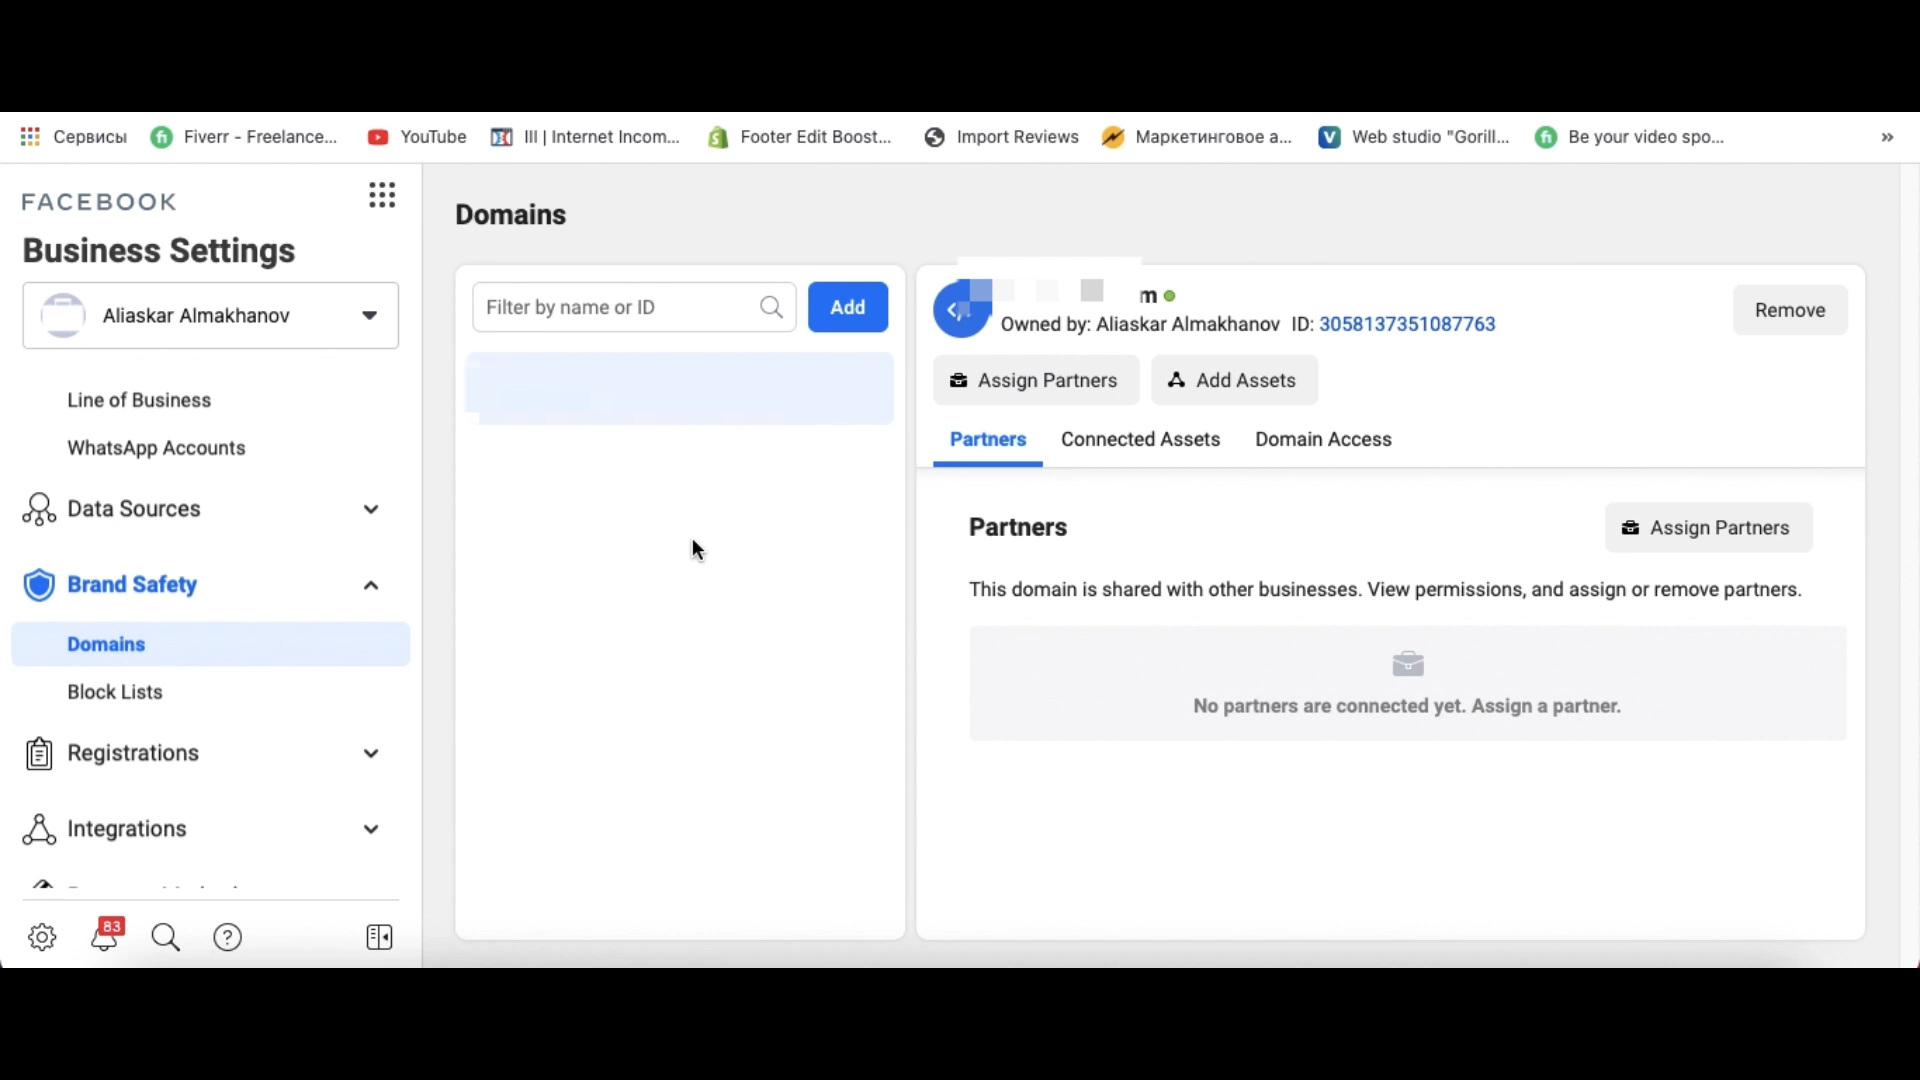 Сервисы
Fiverr - Freelance...
YouTube
III | Internet Incom...
Footer Edit Boost...
Import Reviews
Маркетинговое а...
Web studio "Gorill...
Be your video spo...
»
FACEBOOK
Business Settings
Aliaskar Almakhanov
Line of Business
WhatsApp Accounts
Data Sources
Brand Safety
Domains
Block Lists
Registrations
Integrations
83
Domains
Filter by name or ID
Add
m
Owned by: Aliaskar Almakhanov ID: 3058137351087763
Remove
Assign Partners
Add Assets
Partners
Connected Assets
Domain Access
Partners
Assign Partners
This domain is shared with other businesses. View permissions, and assign or remove partners.
No partners are connected yet. Assign a partner.